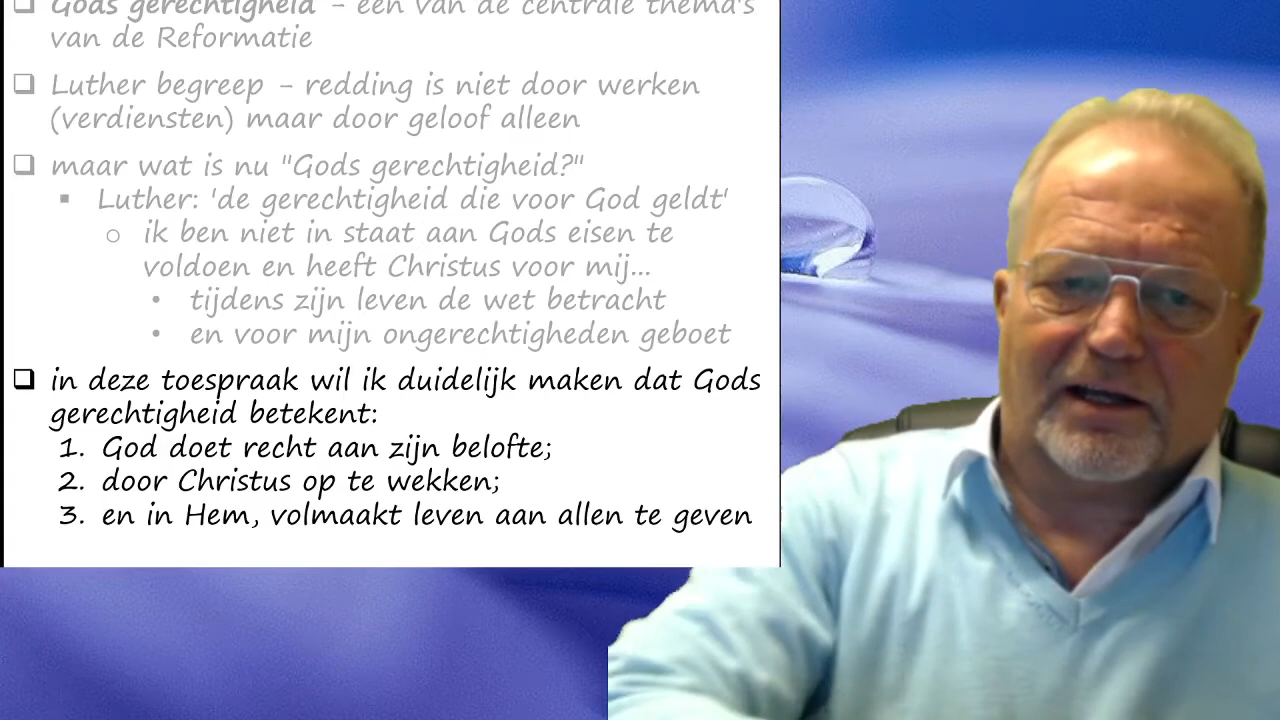 ❑ Gods gerechtigheid – één van de centrale thema's
van de Reformatie
❑ Luther begreep – redding is niet door werken
(verdiensten) maar door geloof alleen
❑ maar wat is nu "Gods gerechtigheid?"
▪ Luther: 'de gerechtigheid die voor God geldt'
o ik ben niet in staat aan Gods eisen te
voldoen en heeft Christus voor mij...
• tijdens zijn leven de wet betracht
• en voor mijn ongerechtigheden geboet
❑ in deze toespraak wil ik duidelijk maken dat Gods
gerechtigheid betekent:
1. God doet recht aan zijn belofte;
2. door Christus op te wekken;
3. en in Hem, volmaakt leven aan allen te geven